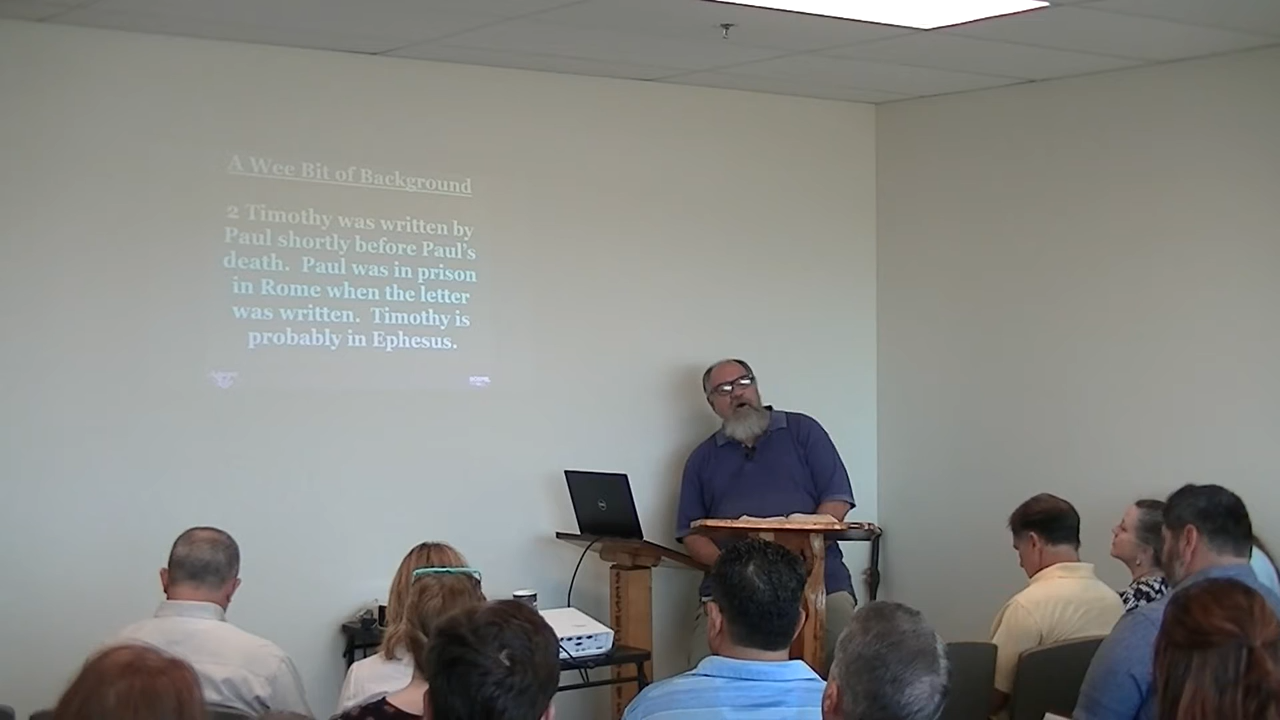 A Wee Bit of Background
2 Timothy was written by
Paul shortly before Paul's
death.  Paul was in prison
in Rome when the letter
was written.  Timothy is
probably in Ephesus.